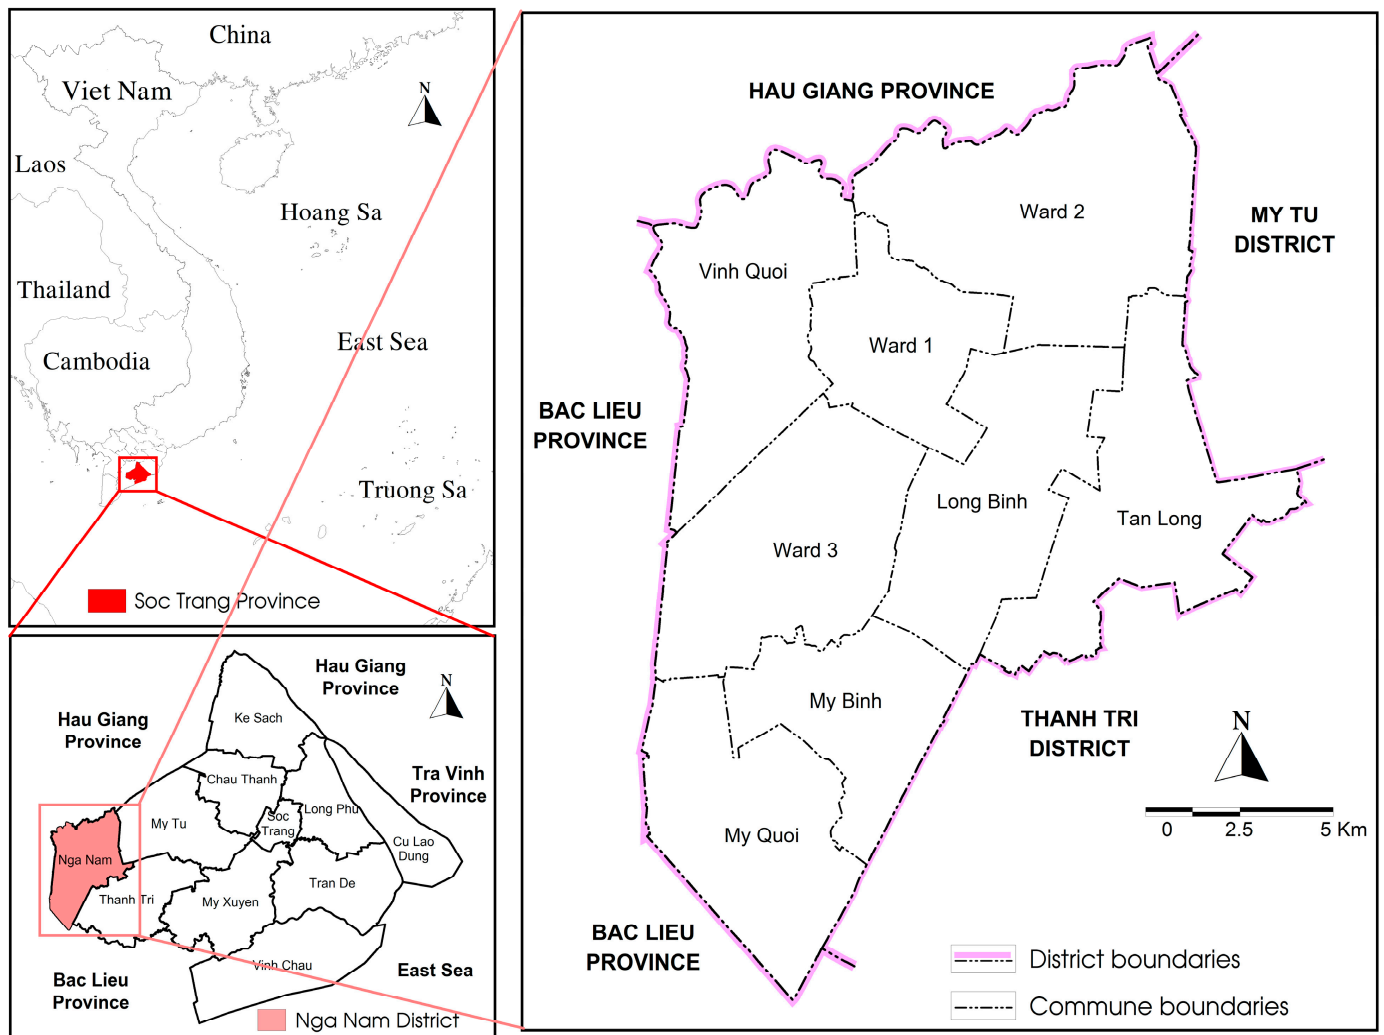 China
Viet Nam
N
Laos
Hoang Sa
Thailand
East Sea
Cambodia
Truong Sa
Soc Trang Province
Hau Giang
Province
N
Ke Sach
Hau Giang
Province
Chau Thanh
Tra Vinh
Province
Long Phu
My Tu
Soc
Trang
Cu Lao
Dung
Nga Nam
Tran De
Thanh Tri
My Xuyen
Vinh Chau
East Sea
Bac Lieu
Province
Nga Nam District
HAU GIANG PROVINCE
Ward 2
MY TU
DISTRICT
Vinh Quoi
Ward 1
BAC LIEU
PROVINCE
Long Binh
Tan Long
Ward 3
My Binh
THANH TRI
DISTRICT
N
My Quoi
0 2.5 5 Km
BAC LIEU
PROVINCE
District boundaries
Commune boundaries